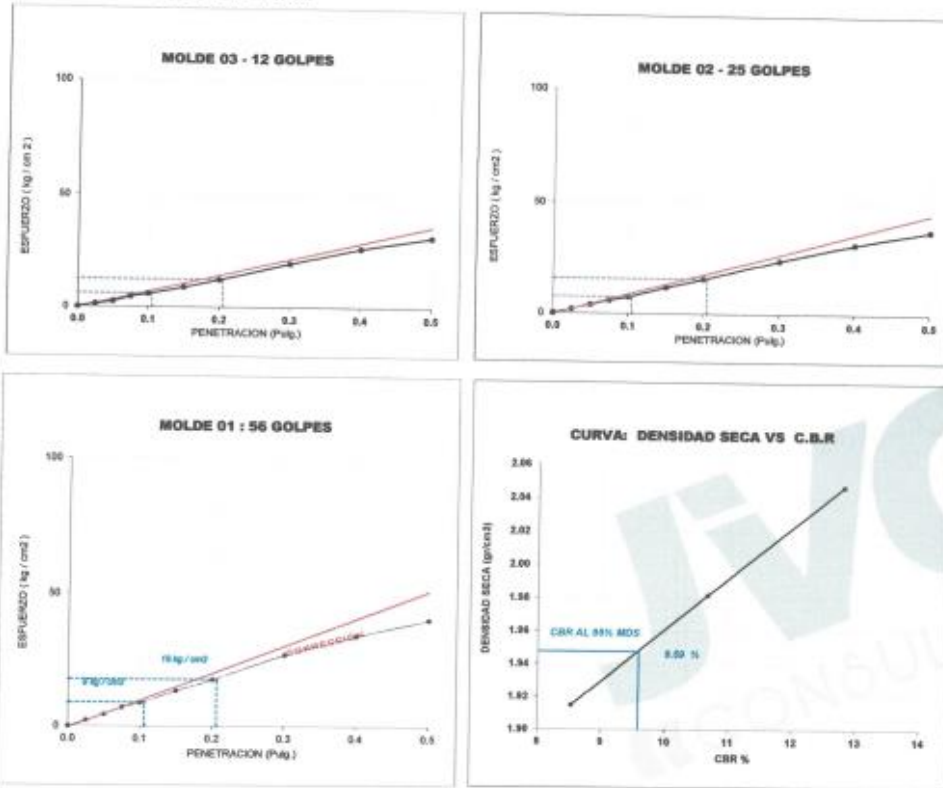 MOLDE 03 - 12 GOLPES
ESFUERZO ( kg / cm 2 )
100
50
0
0.0 0.1 0.2 0.3 0.4 0.5
PENETRACION (Pulg.)
MOLDE 02 - 25 GOLPES
ESFUERZO ( kg / cm2 )
100
50
0
0.0 0.1 0.2 0.3 0.4 0.5
PENETRACION (Pulg.)
MOLDE 01 : 56 GOLPES
ESFUERZO ( kg / cm2 )
100
50
0
kg / cm2
kg / cm2
CORRECCION
0.0 0.1 0.2 0.3 0.4 0.5
PENETRACION (Pulg.)
CURVA: DENSIDAD SECA VS C.B.R
DENSIDAD SECA (gr/cm3)
2.06
2.04
2.02
2.00
1.98
1.96
1.94
1.92
1.90
CBR AL MDS
%
8 9 10 11 12 13 14
CBR %
JVC
CONSUL